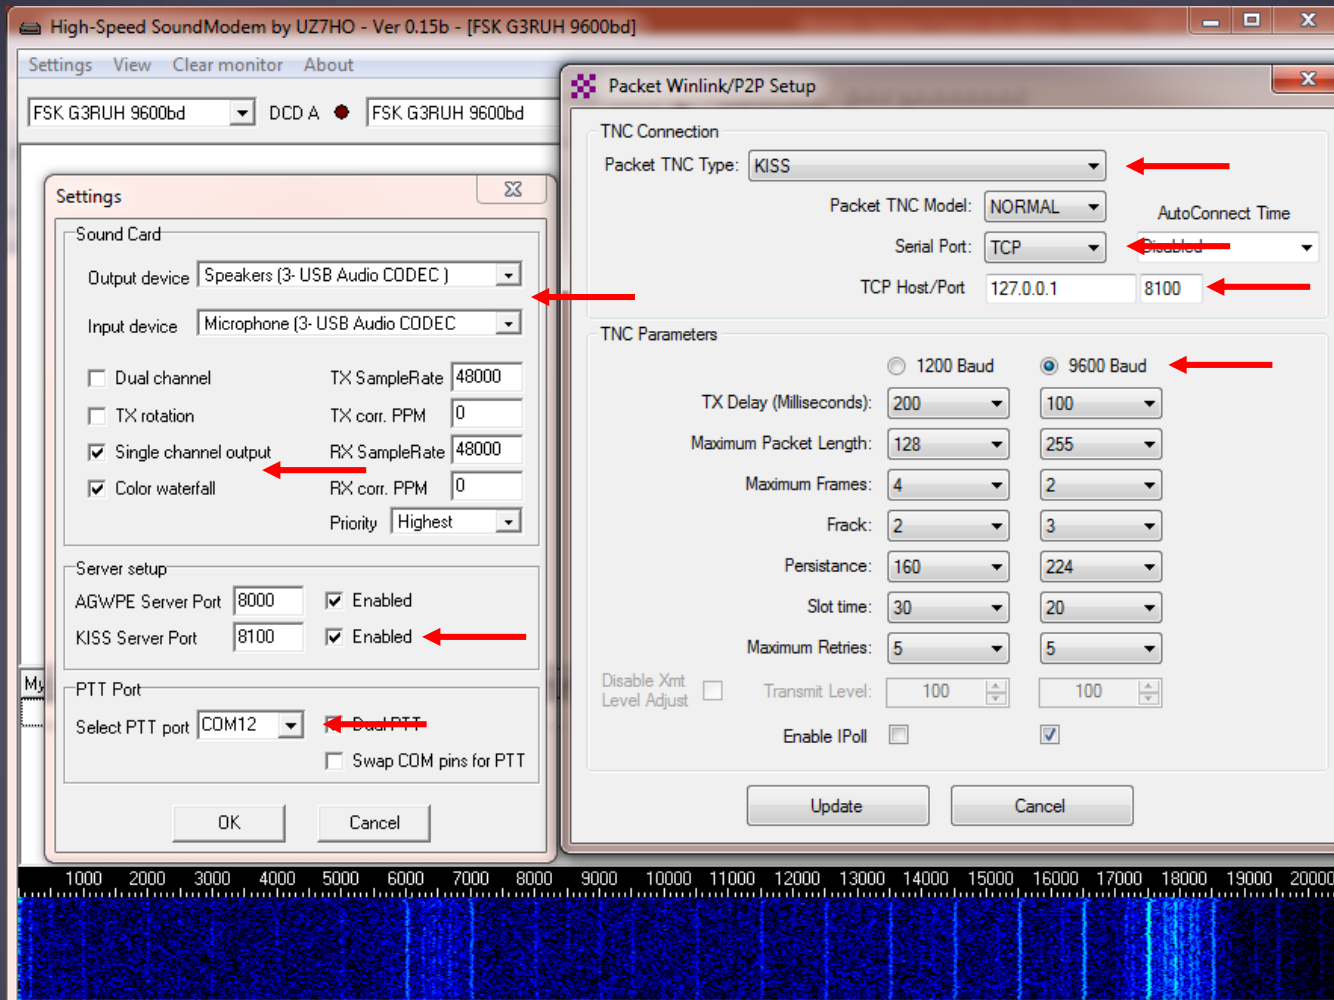 High-Speed SoundModem by UZ7HO - Ver 0.15b - [FSK G3RUH 9600bd]
Settings View Clear monitor About
FSK G3RUH 9600bd DCD A FSK G3RUH 9600bd
Settings
Sound Card
Output device Speakers (3- USB Audio CODEC )
Input device Microphone (3- USB Audio CODEC
Dual channel TX SampleRate 48000
TX rotation TX corr. PPM 0
Single channel output RX SampleRate 48000
Color waterfall RX corr. PPM 0
Priority Highest
Server setup
AGWPE Server Port 8000 Enabled
KISS Server Port 8100 Enabled
My
PTT Port
Select PTT port COM12 Dual PTT
Swap COM pins for PTT
OK Cancel
Packet Winlink/P2P Setup
TNC Connection
Packet TNC Type: KISS
Packet TNC Model: NORMAL AutoConnect Time
Serial Port: TCP Disabled
TCP Host/Port 127.0.0.1 8100
TNC Parameters
1200 Baud 9600 Baud
TX Delay (Milliseconds): 200 100
Maximum Packet Length: 128 255
Maximum Frames: 4 2
Frack: 2 3
Persistance: 160 224
Slot time: 30 20
Maximum Retries: 5 5
Disable Xmt
Level Adjust Transmit Level: 100 100
Enable IPoll
Update Cancel
1000 2000 3000 4000 5000 6000 7000 8000 9000 10000 11000 12000 13000 14000 15000 16000 17000 18000 19000 20000